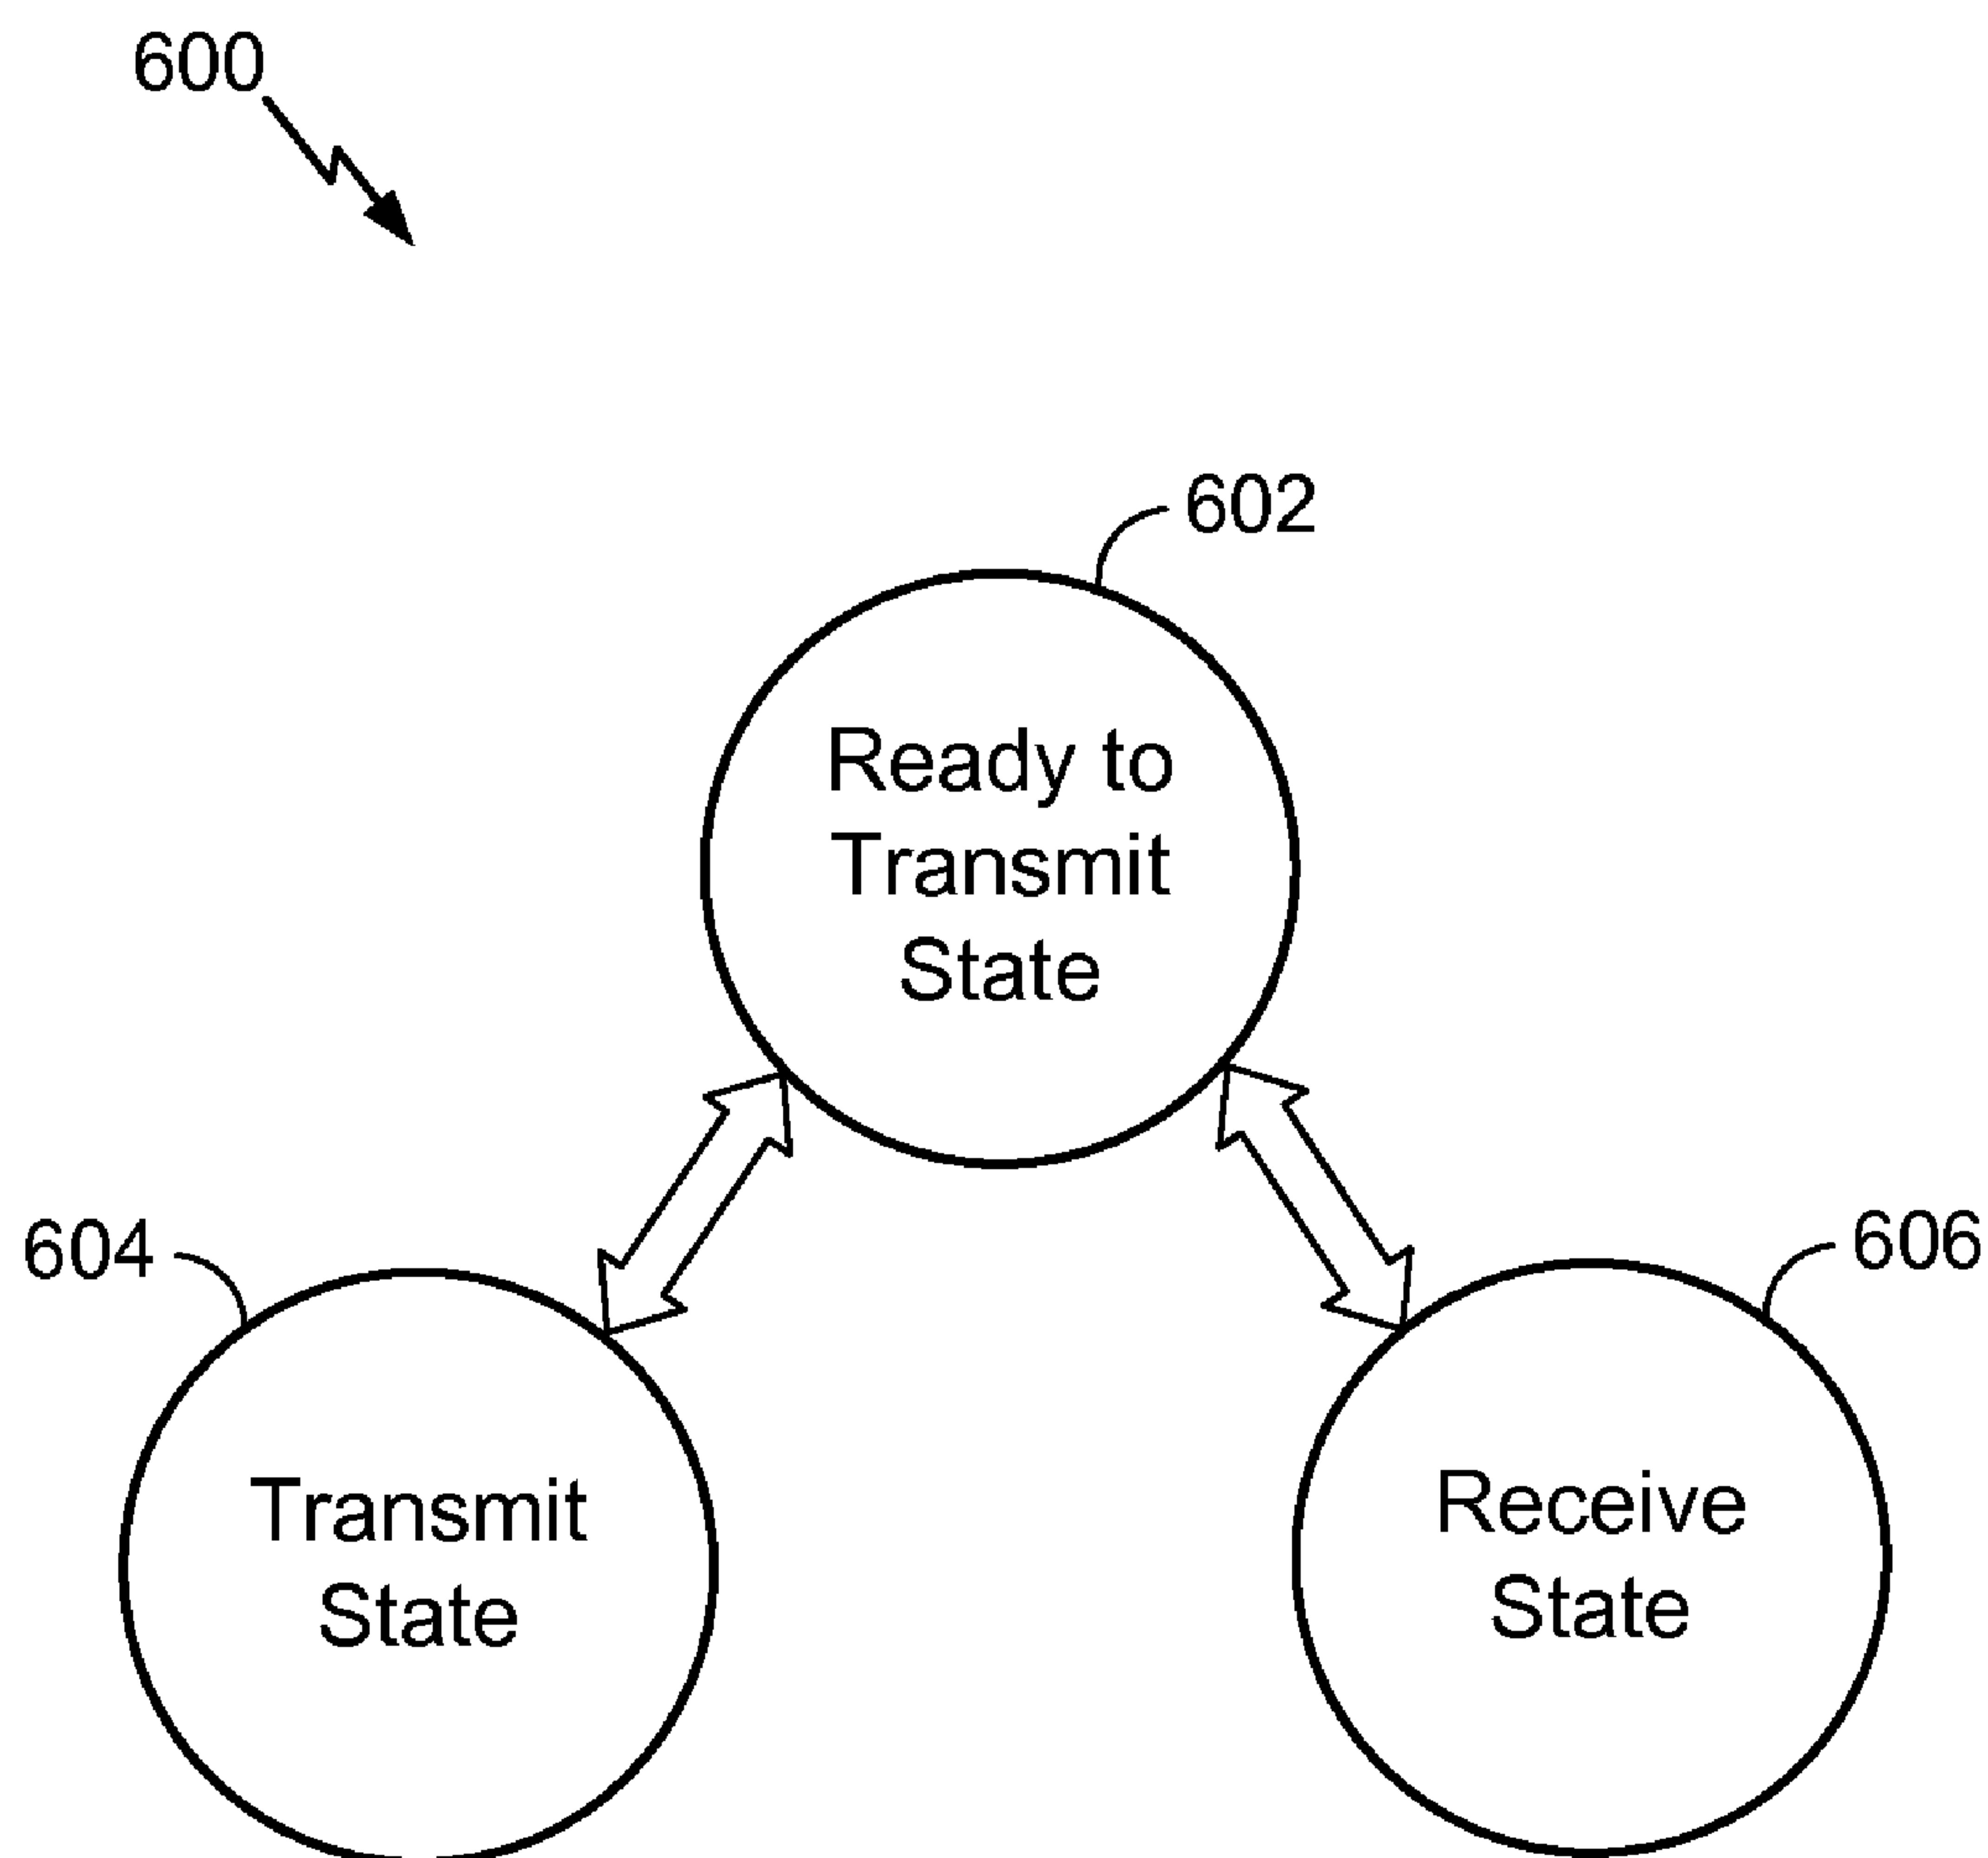 600
602
Ready to
Transmit
State
604
606
Transmit
State
Receive
State